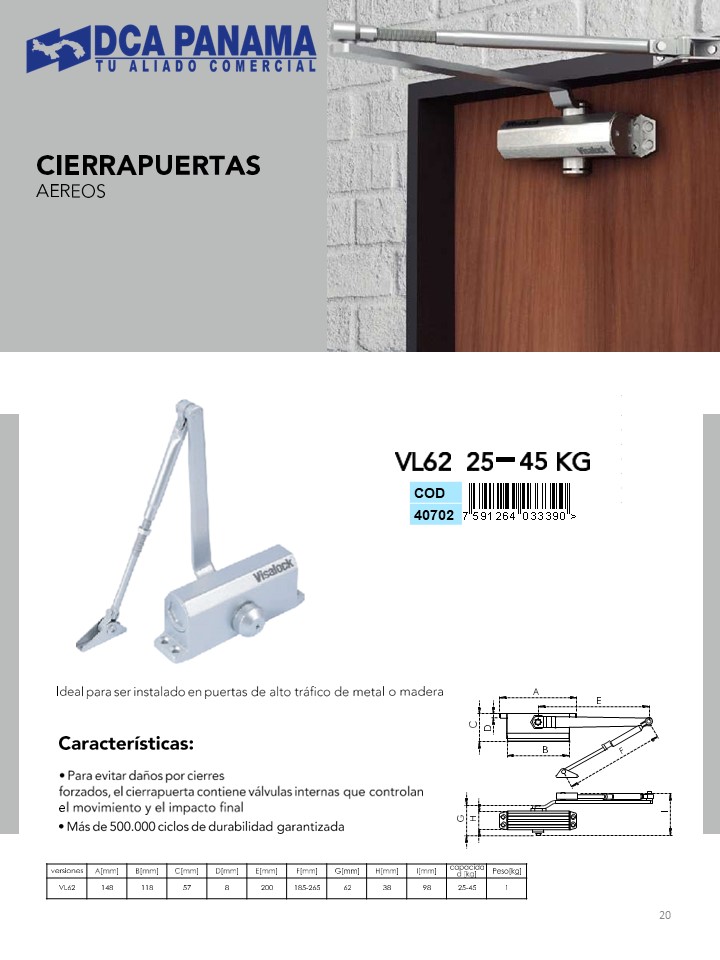 DCA PANAMA
TU ALIADO COMERCIAL
CIERRAPUERTAS
AEREOS
Visalock
Visalock
VL62 25-45 KG
COD
40702
7 591264 033390 >
Ideal para ser instalado en puertas de alto tráfico de metal o madera
Características:
• Para evitar daños por cierres
forzados, el cierrapuerta contiene válvulas internas que controlan
el movimiento y el impacto final
• Más de 500.000 ciclos de durabilidad garantizada
A
E
C
D
B
F
G
H
I
versiones A[mm] B[mm] C[mm] D[mm] E[mm] F[mm] G[mm] H[mm] I[mm] capocida d [kg] Peso[kg]
VL62 148 118 57 8 200 185-265 62 38 98 25-45 1
20